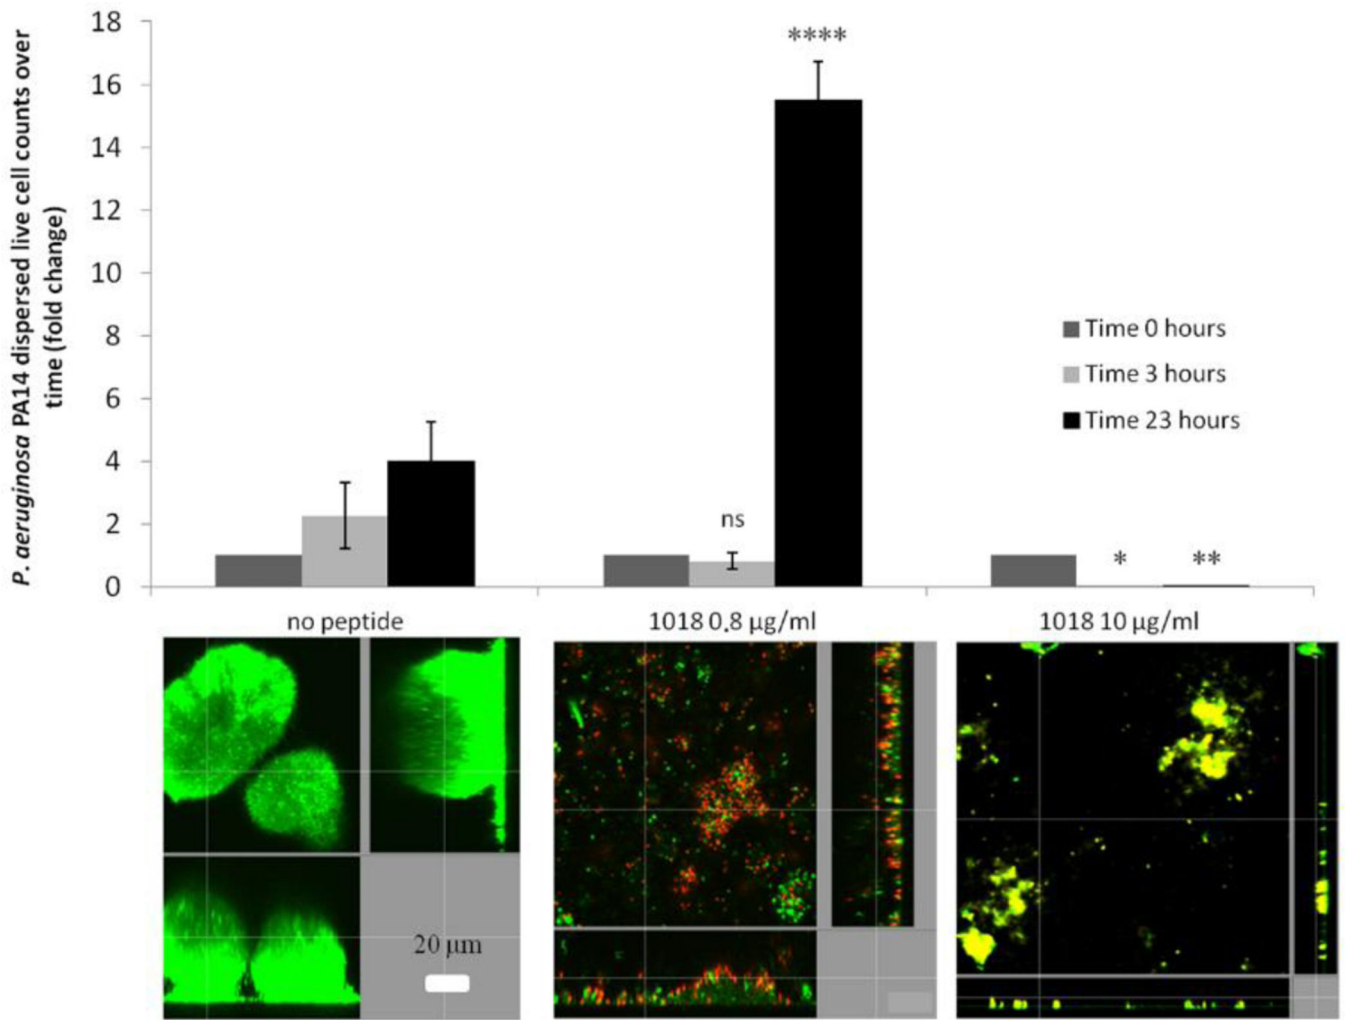 P. aeruginosa PA14 dispersed live cell counts over
time (fold change)
18
16
14
12
10
8
6
4
2
0
****
ns
*
**
Time 0 hours
Time 3 hours
Time 23 hours
no peptide
1018 0.8 µg/ml
1018 10 µg/ml
20 µm